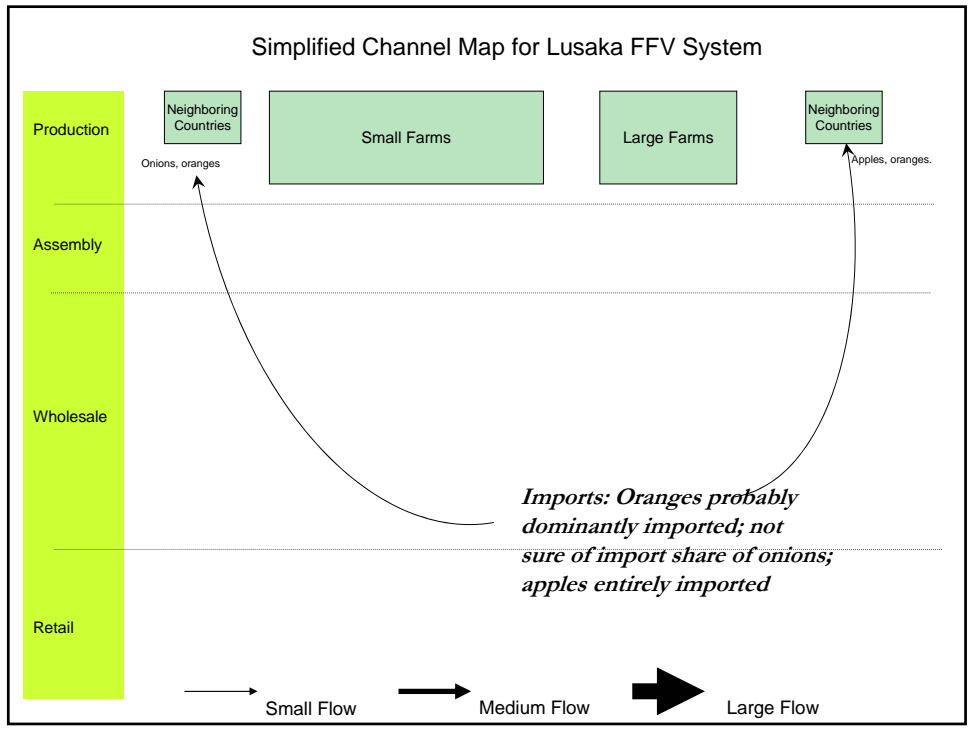 Simplified Channel Map for Lusaka FFV System
Production
Neighboring
Countries
Small Farms
Large Farms
Neighboring
Countries
Onions, oranges
Apples, oranges.
Assembly
Wholesale
Imports: Oranges probably
dominantly imported; not
sure of import share of onions;
apples entirely imported
Retail
Small Flow
Medium Flow
Large Flow